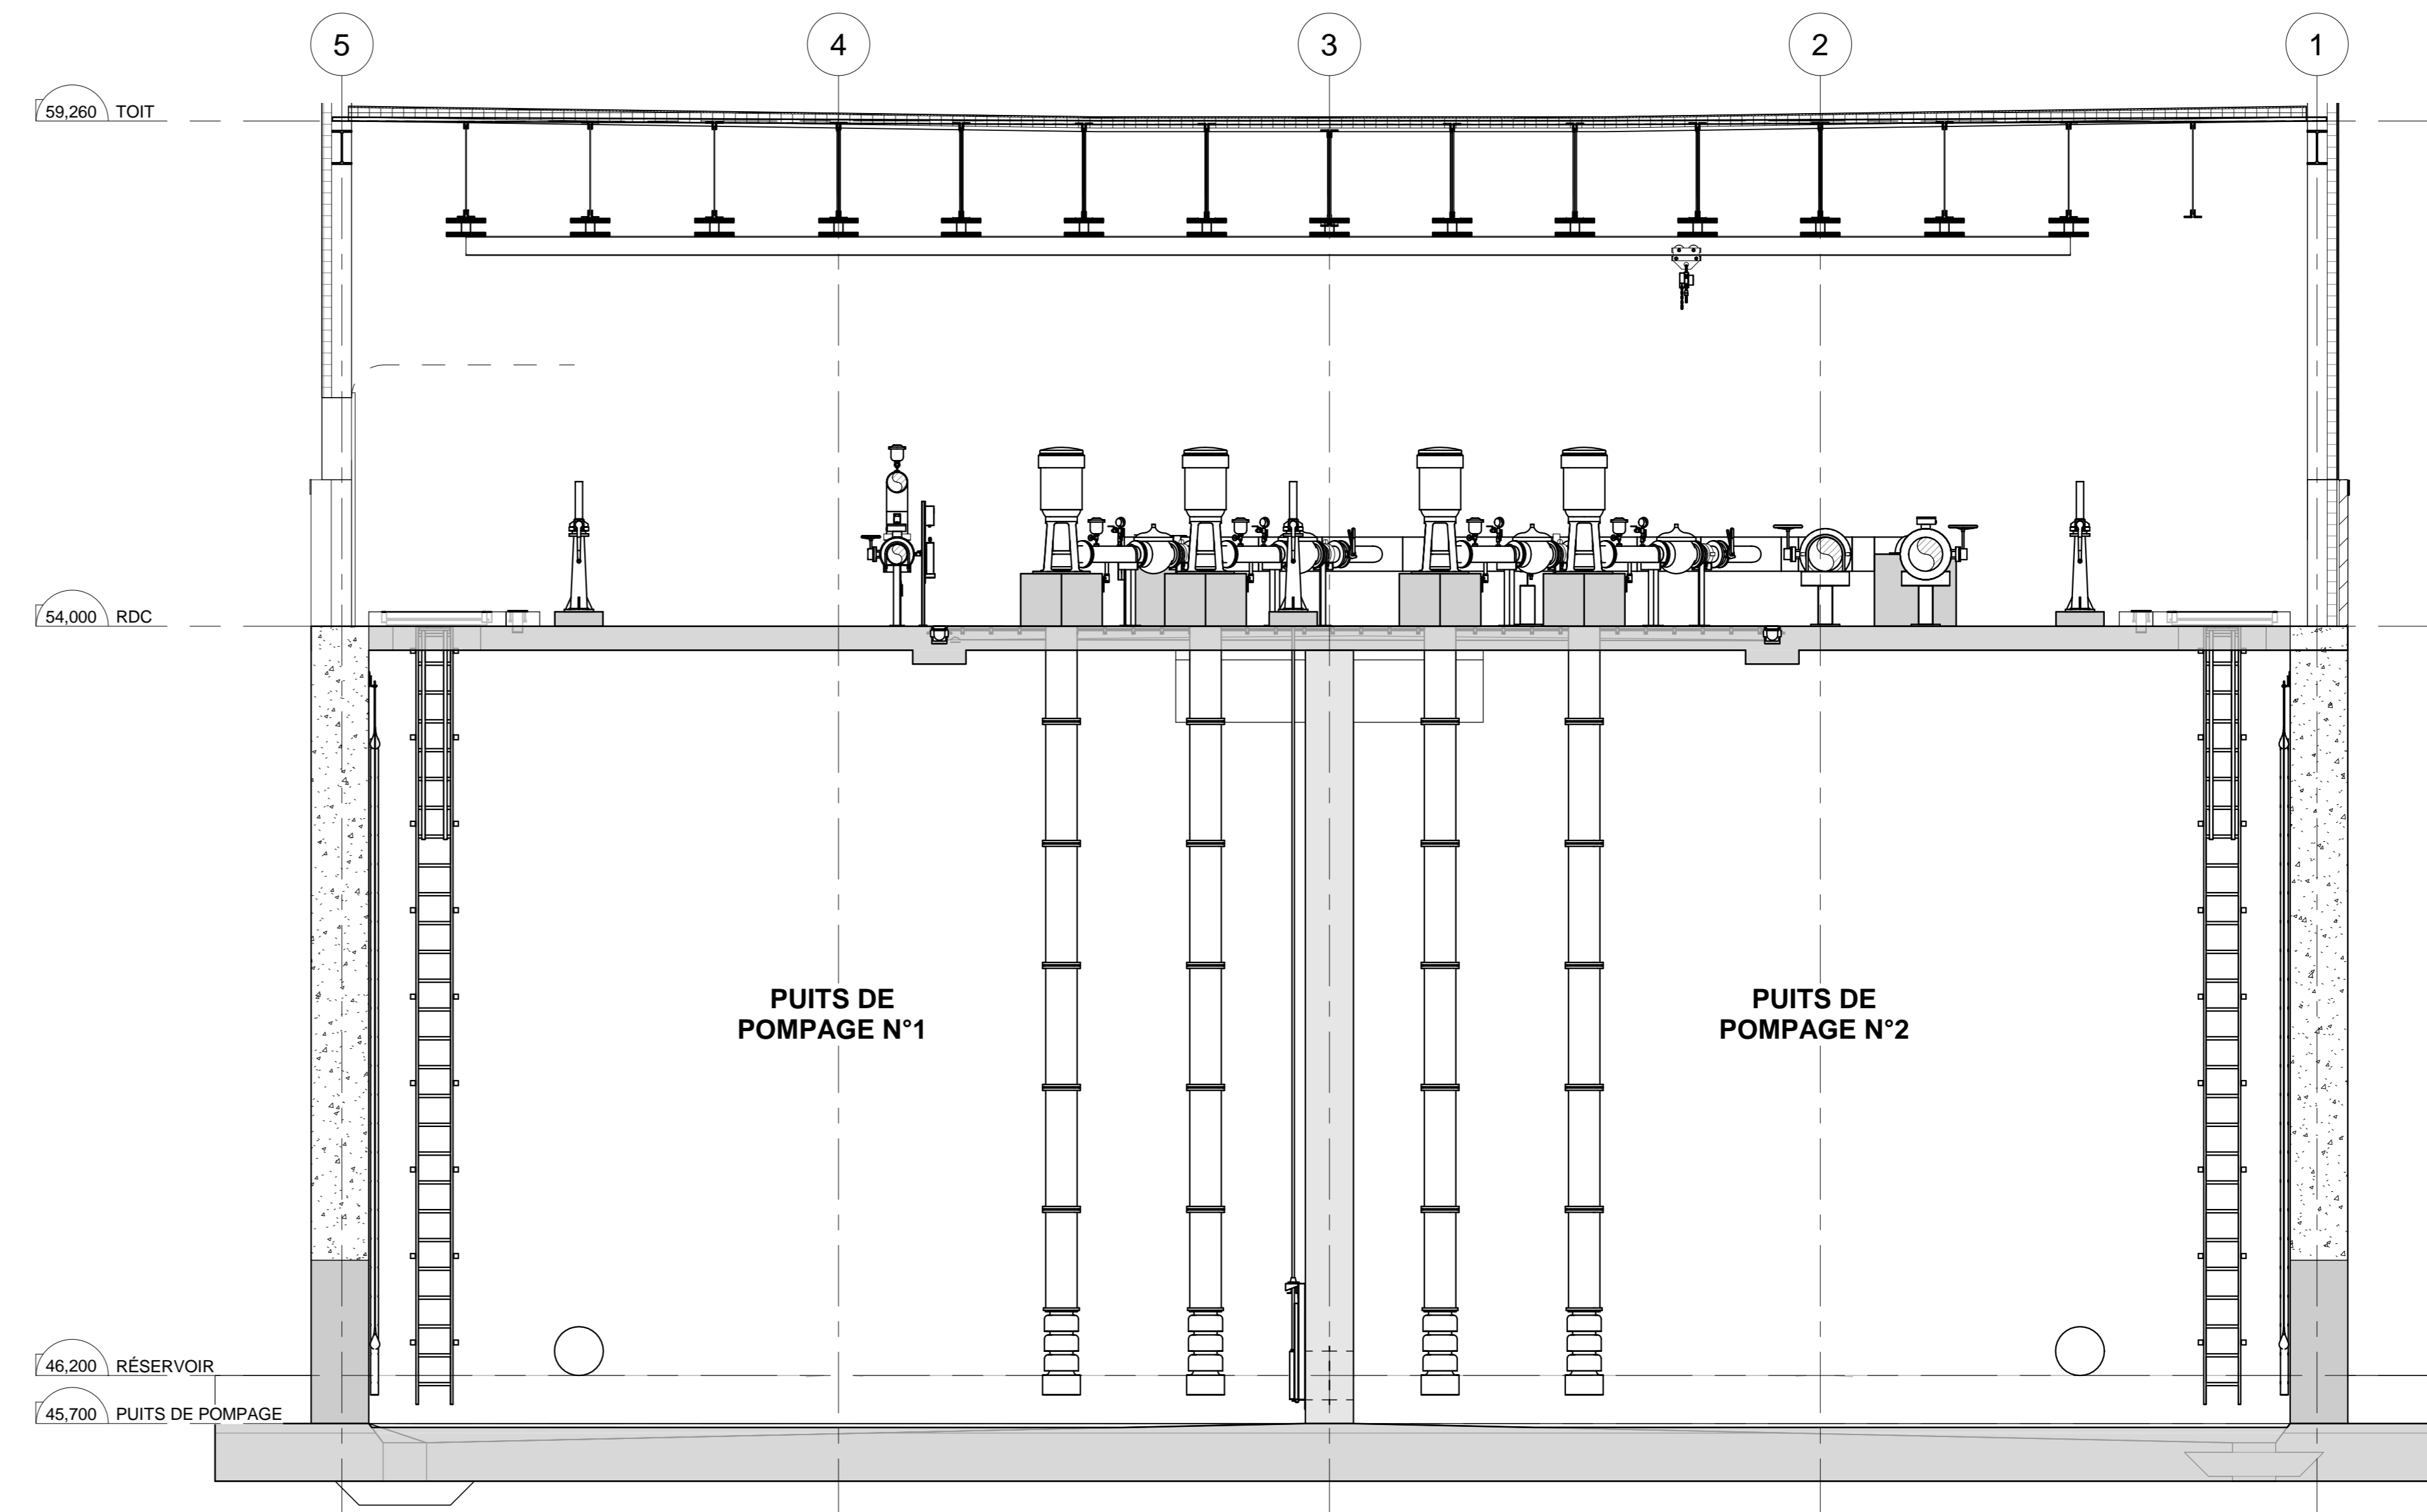 5 4 3 2 1
59,260 TOIT
54,000 RDC
PUITS DE
POMPAGE N°1
PUITS DE
POMPAGE N°2
46,200 RÉSERVOIR
45,700 PUITS DE POMPAGE